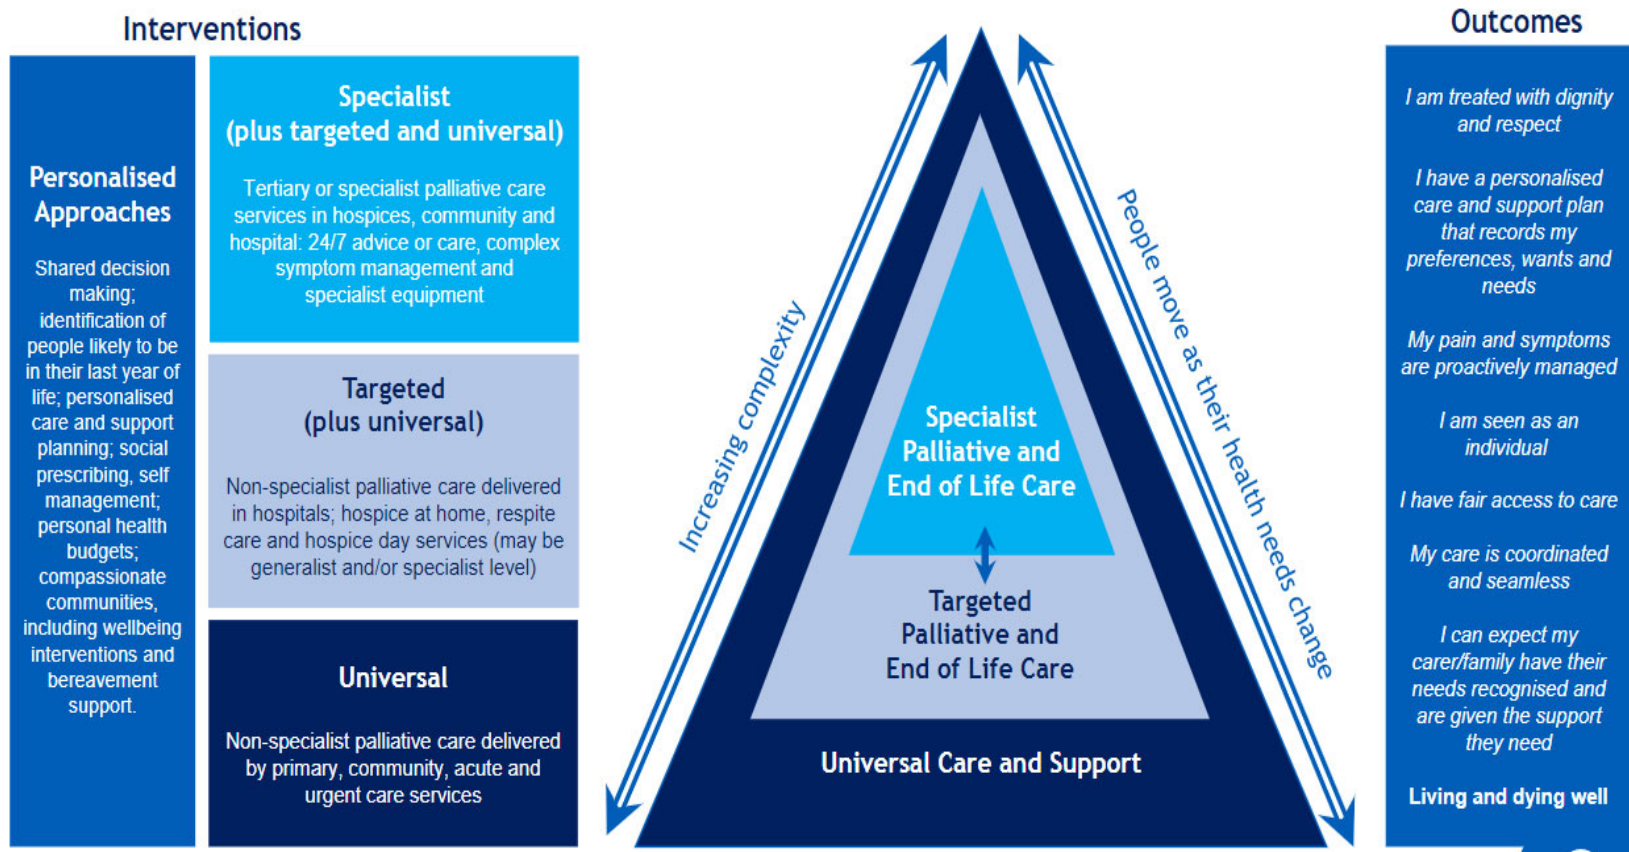 Interventions
Personalised
Approaches
Shared decision
making;
identification of
people likely to be
in their last year of
life; personalised
care and support
planning; social
prescribing, self
management;
personal health
budgets;
compassionate
communities,
including wellbeing
interventions and
bereavement
support.
Specialist
(plus targeted and universal)
Tertiary or specialist palliative care
services in hospices, community and
hospital: 24/7 advice or care, complex
symptom management and
specialist equipment
Targeted
(plus universal)
Non-specialist palliative care delivered
in hospitals; hospice at home, respite
care and hospice day services (may be
generalist and/or specialist level)
Universal
Non-specialist palliative care delivered
by primary, community, acute and
urgent care services
Increasing complexity
Specialist
Palliative and
End of Life Care
Targeted
Palliative and
End of Life Care
Universal Care and Support
People move as their health needs change
Outcomes
I am treated with dignity
and respect
I have a personalised
care and support plan
that records my
preferences, wants and
needs
My pain and symptoms
are proactively managed
I am seen as an
individual
I have fair access to care
My care is coordinated
and seamless
I can expect my
carer/family have their
needs recognised and
are given the support
they need
Living and dying well